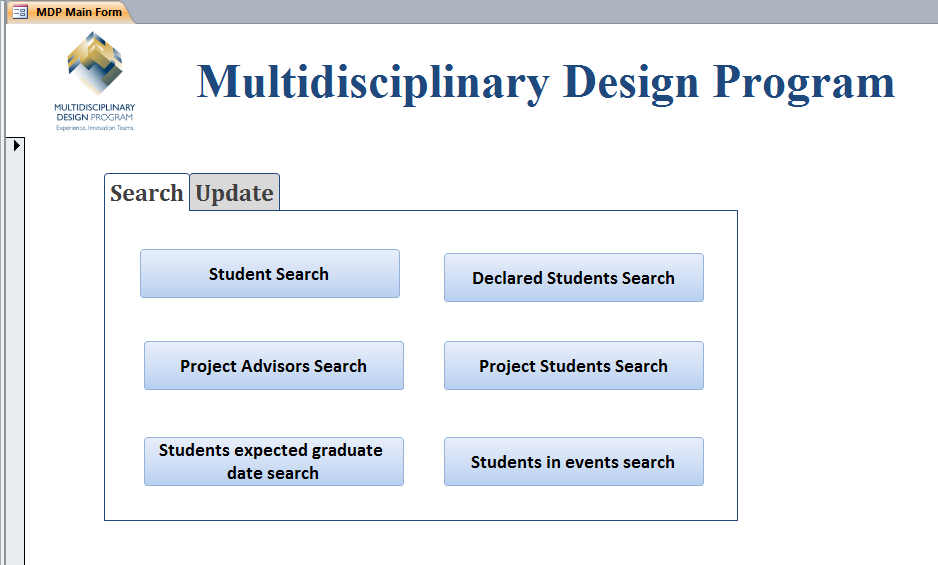 MDP Main Form
MULTIDISCIPLINARY
DESIGN PROGRAM
Experience. Innovation. Teams.
Multidisciplinary Design Program
Search Update
Student Search
Declared Students Search
Project Advisors Search
Project Students Search
Students expected graduate
date search
Students in events search